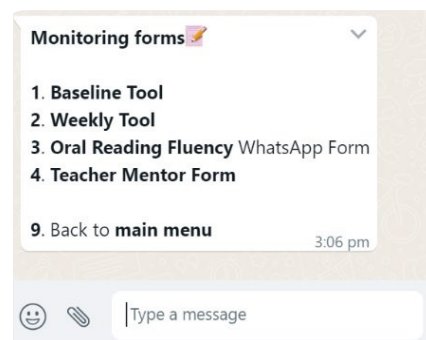 Monitoring forms📝
1. Baseline Tool
2. Weekly Tool
3. Oral Reading Fluency WhatsApp Form
4. Teacher Mentor Form
9. Back to main menu
3:06 pm
Type a message